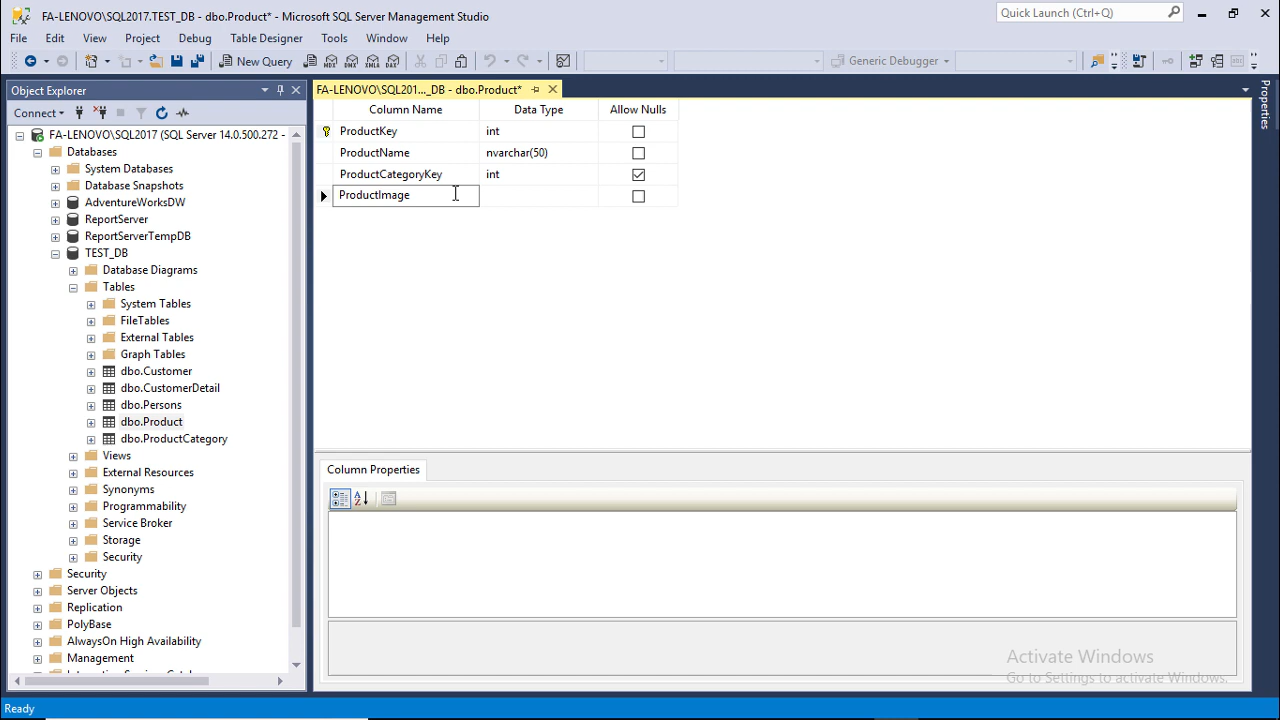 FA-LENOVO\SQL2017.TEST_DB - dbo.Product* - Microsoft SQL Server Management Studio
Quick Launch (Ctrl+Q)
File Edit View Project Debug Table Designer Tools Window Help
New Query
MDX DMX XMLA DAX
Generic Debugger
Object Explorer
FA-LENOVO\SQL201..._DB - dbo.Product*
Properties
Connect
Column Name Data Type Allow Nulls
ProductKey int
ProductName nvarchar(50)
ProductCategoryKey int
ProductImage
FA-LENOVO\SQL2017 (SQL Server 14.0.500.272 -
Databases
System Databases
Database Snapshots
AdventureWorksDW
ReportServer
ReportServerTempDB
TEST_DB
Database Diagrams
Tables
System Tables
FileTables
External Tables
Graph Tables
dbo.Customer
dbo.CustomerDetail
dbo.Persons
dbo.Product
dbo.ProductCategory
Views
External Resources
Synonyms
Programmability
Service Broker
Storage
Security
Security
Server Objects
Replication
PolyBase
AlwaysOn High Availability
Management
Column Properties
Activate Windows
Go to Settings to activate Windows.
Ready